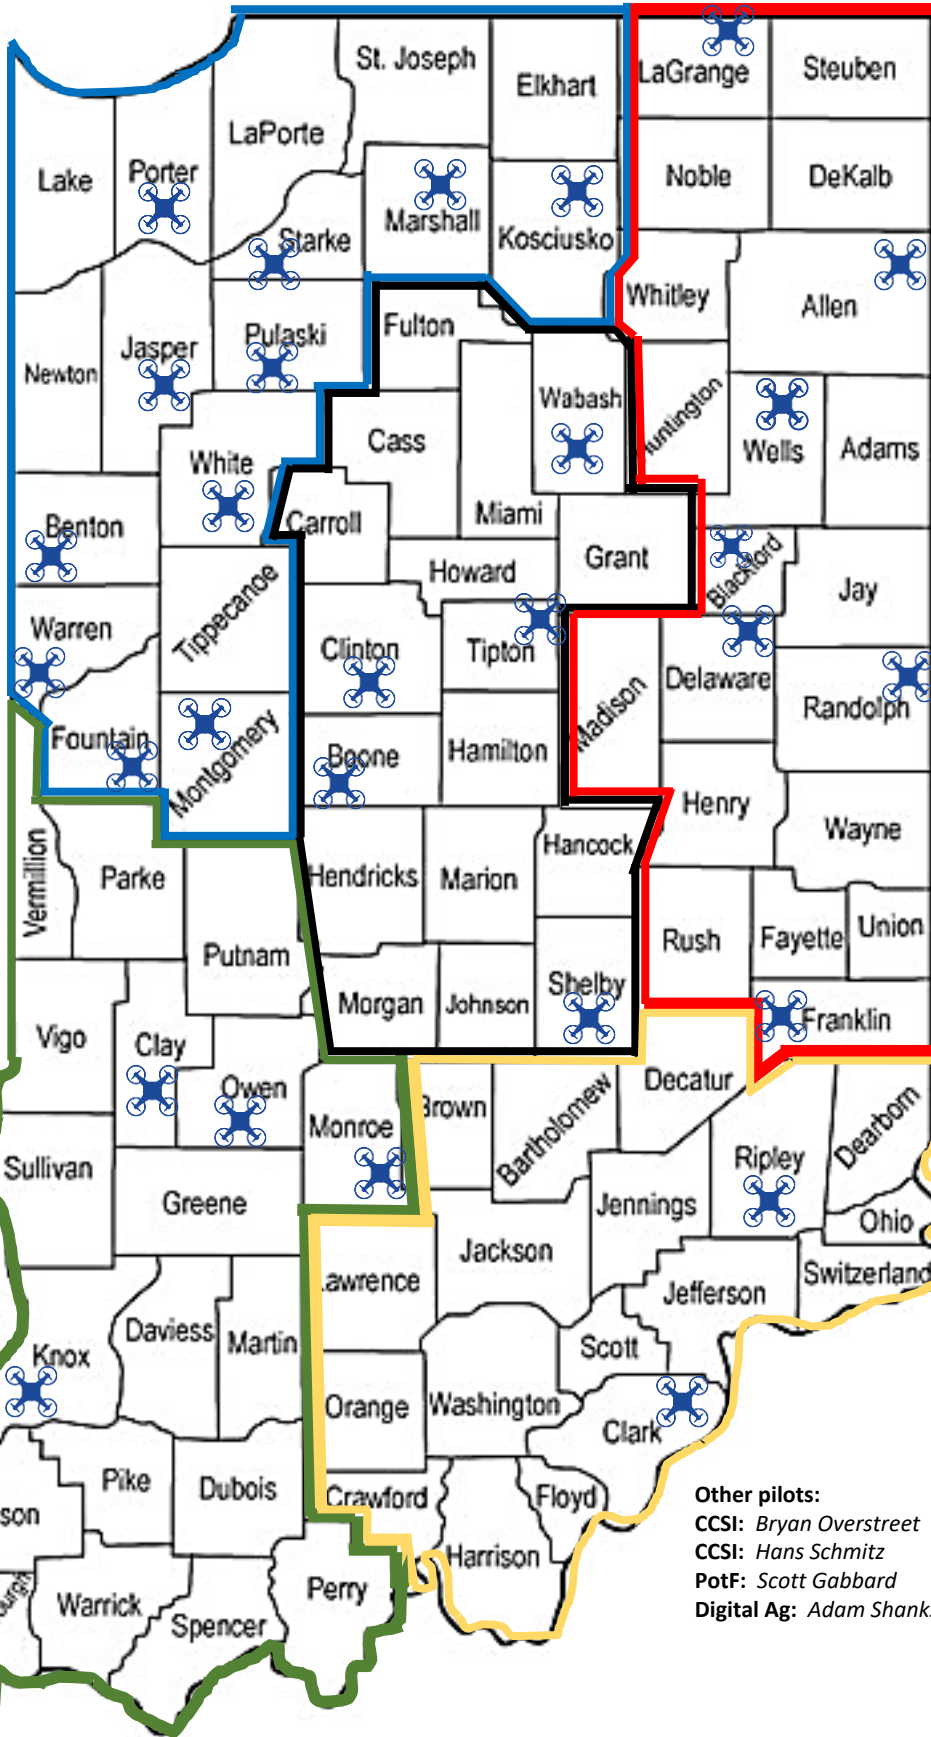 St. Joseph
Elkhart
LaGrange
Steuben
LaPorte
Lake
Porter
Noble
DeKalb
Starke
Marshall
Kosciusko
Whitley
Allen
Fulton
Pulaski
Jasper
Newton
Wabash
Huntington
Cass
Wells
Adams
White
Miami
Carroll
Benton
Grant
Howard
Blackford
Jay
Tippecanoe
Warren
Clinton
Tipton
Delaware
Randolph
Madison
Fountain
Montgomery
Boone
Hamilton
Henry
Wayne
Hancock
Vermillion
Parke
Hendricks
Marion
Rush
Fayette
Union
Putnam
Shelby
Morgan
Johnson
Franklin
Vigo
Clay
Owen
Decatur
Brown
Bartholomew
Monroe
Dearborn
Ripley
Sullivan
Greene
Jennings
Ohio
Jackson
Lawrence
Switzerland
Jefferson
Daviess
Martin
Knox
Scott
Orange
Washington
Clark
Pike
Dubois
Crawford
Floyd
son
Harrison
Perry
Warrick
Spencer
Other pilots:
CCSI: Bryan Overstreet
CCSI: Hans Schmitz
PotF: Scott Gabbard
Digital Ag: Adam Shank